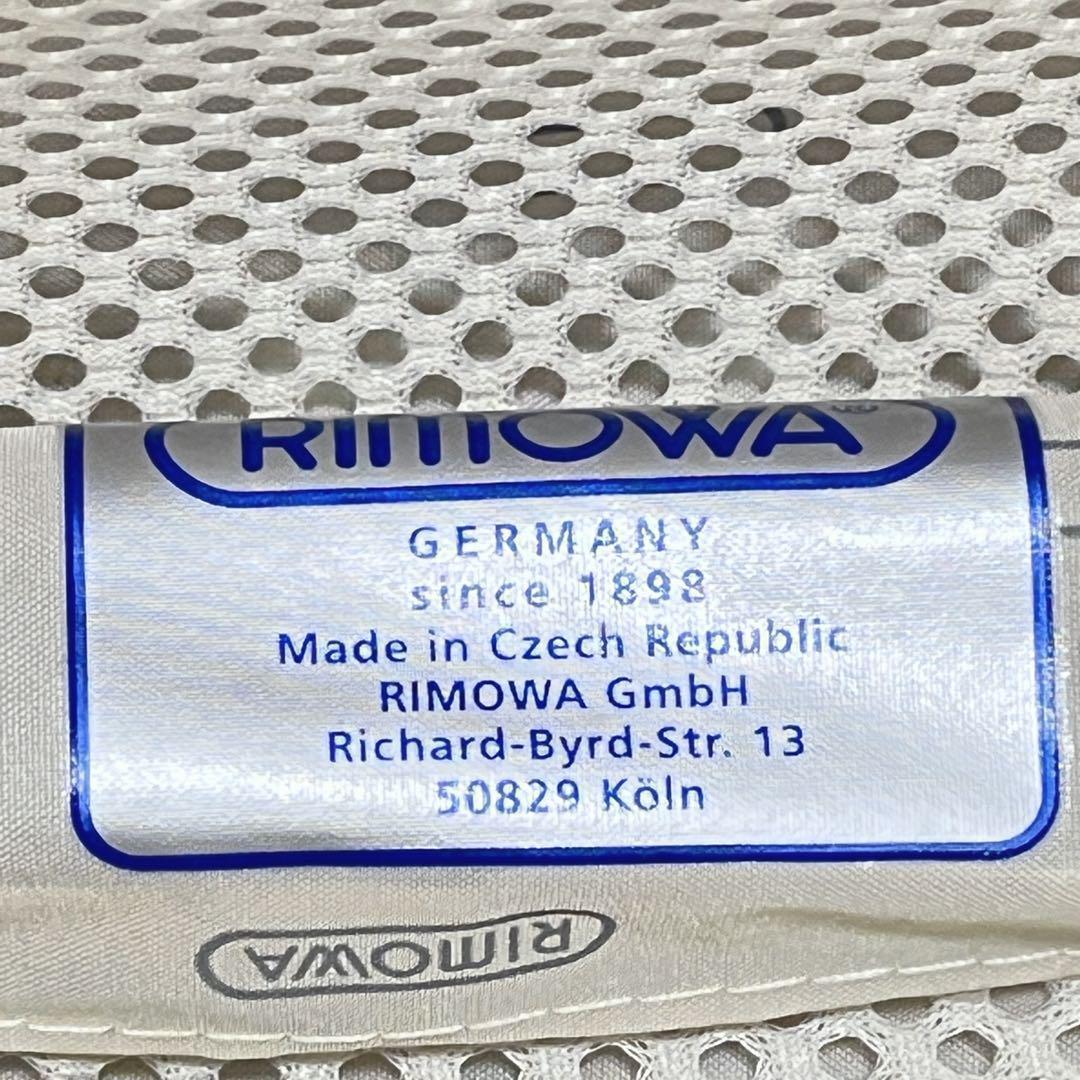 RIMOWA
GERMANY
since 1898
Made in Czech Republic
RIMOWA GmbH
Richard-Byrd-Str. 13
50829 Köln
RIMOWA